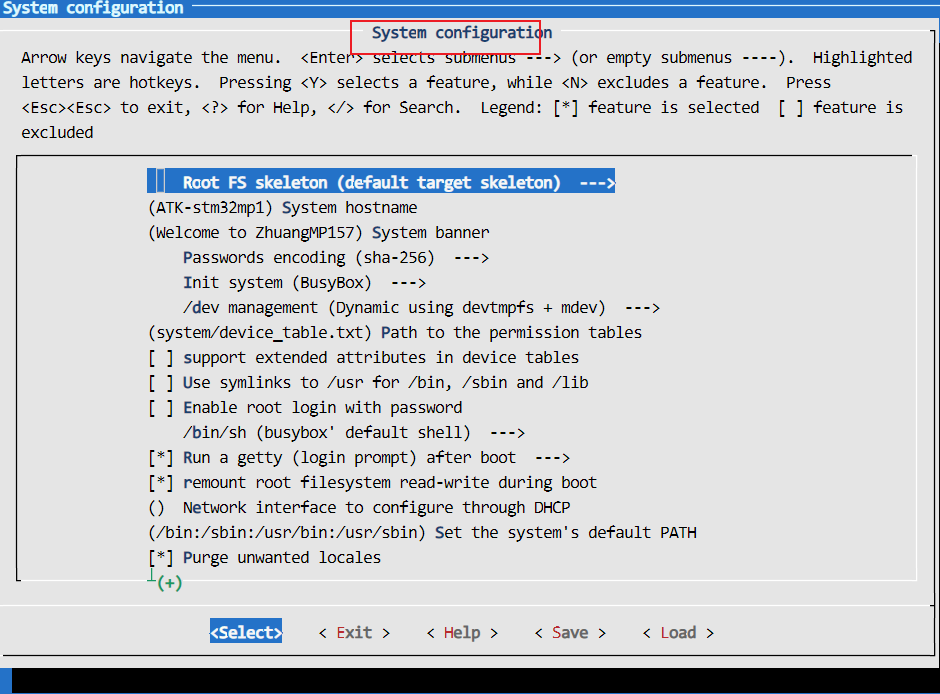 System configuration
System configuration
Arrow keys navigate the menu.  <Enter> selects submenus ---> (or empty submenus ----).  Highlighted
letters are hotkeys.  Pressing <Y> selects a feature, while <N> excludes a feature.  Press
<Esc><Esc> to exit, <?> for Help, </> for Search.  Legend: [*] feature is selected  [ ] feature is
excluded
Root FS skeleton (default target skeleton)  --->
(ATK-stm32mp1) System hostname
(Welcome to ZhuangMP157) System banner
Passwords encoding (sha-256)  --->
Init system (BusyBox)  --->
/dev management (Dynamic using devtmpfs + mdev)  --->
(system/device_table.txt) Path to the permission tables
[ ] support extended attributes in device tables
[ ] Use symlinks to /usr for /bin, /sbin and /lib
[ ] Enable root login with password
/bin/sh (busybox' default shell)  --->
[*] Run a getty (login prompt) after boot  --->
[*] remount root filesystem read-write during boot
()  Network interface to configure through DHCP
(/bin:/sbin:/usr/bin:/usr/sbin) Set the system's default PATH
[*] Purge unwanted locales
(+)
<Select>    < Exit >    < Help >    < Save >    < Load >